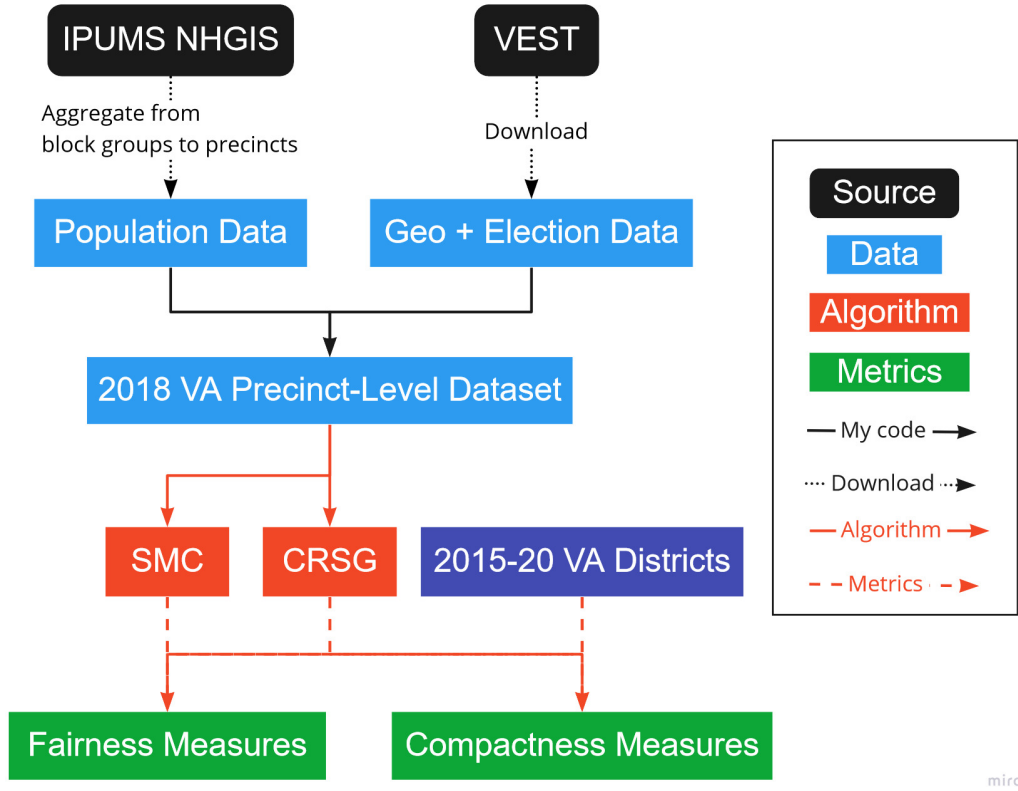 IPUMS NHGIS
VEST
Aggregate from
block groups to precincts
Download
Population Data
Geo + Election Data
2018 VA Precinct-Level Dataset
SMC
CRSG
2015-20 VA Districts
Fairness Measures
Compactness Measures
Source
Data
Algorithm
Metrics
My code
Download
Algorithm
Metrics